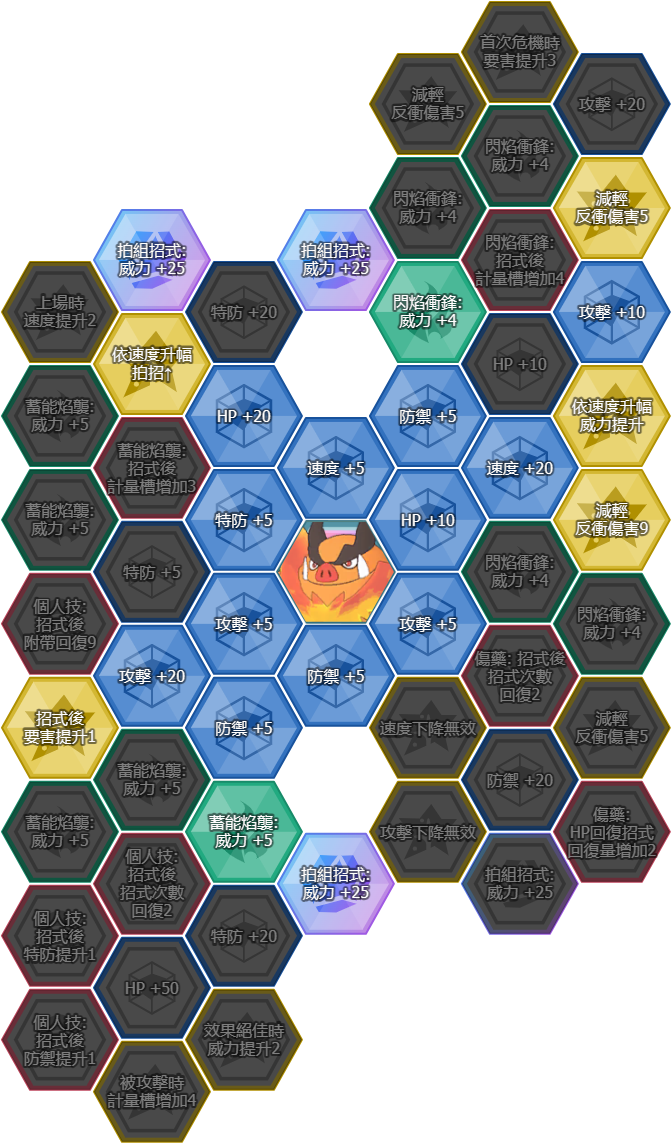 首次危機時
要害提升3
減輕
反衝傷害5
攻擊 +20
閃焰衝鋒:
威力 +4
閃焰衝鋒:
威力 +4
減輕
反衝傷害5
拍組招式:
威力 +25
拍組招式:
威力 +25
閃焰衝鋒:
招式後
計量槽增加4
上場時
速度提升2
特防 +20
閃焰衝鋒:
威力 +4
攻擊 +10
依速度升幅
拍招↑
HP +10
蓄能焰襲:
威力 +5
HP +20
防禦 +5
依速度升幅
威力提升
蓄能焰襲:
招式後
計量槽增加3
速度 +5
速度 +20
蓄能焰襲:
威力 +5
特防 +5
HP +10
減輕
反衝傷害9
特防 +5
閃焰衝鋒:
威力 +4
個人技:
招式後
附帶回復9
攻擊 +5
攻擊 +5
閃焰衝鋒:
威力 +4
攻擊 +20
防禦 +5
傷藥: 招式後
招式次數
回復2
招式後
要害提升1
防禦 +5
速度下降無效
減輕
反衝傷害5
蓄能焰襲:
威力 +5
防禦 +20
蓄能焰襲:
威力 +5
蓄能焰襲:
威力 +5
攻擊下降無效
傷藥:
HP回復招式
回復量增加2
個人技:
招式後
招式次數
回復2
拍組招式:
威力 +25
拍組招式:
威力 +25
個人技:
招式後
特防提升1
特防 +20
HP +50
個人技:
招式後
防禦提升1
效果絕佳時
威力提升2
被攻擊時
計量槽增加4